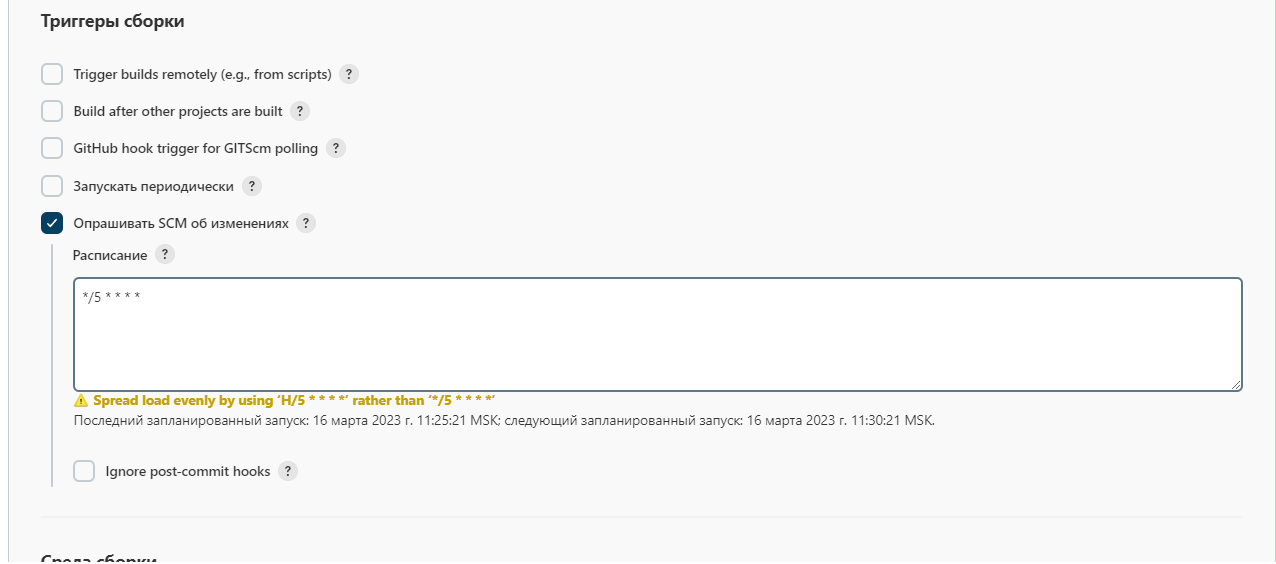 Триггеры сборки
Trigger builds remotely (e.g., from scripts) ?
Build after other projects are built ?
GitHub hook trigger for GITScm polling ?
Запускать периодически ?
Опрашивать SCM об изменениях ?
Расписание ?
*/5 * * * *
Spread load evenly by using ‘H/5 * * * *’ rather than ‘*/5 * * * *’
Последний запланированный запуск: 16 марта 2023 г. 11:25:21 MSK; следующий запланированный запуск: 16 марта 2023 г. 11:30:21 MSK.
Ignore post-commit hooks ?
Среда сборки